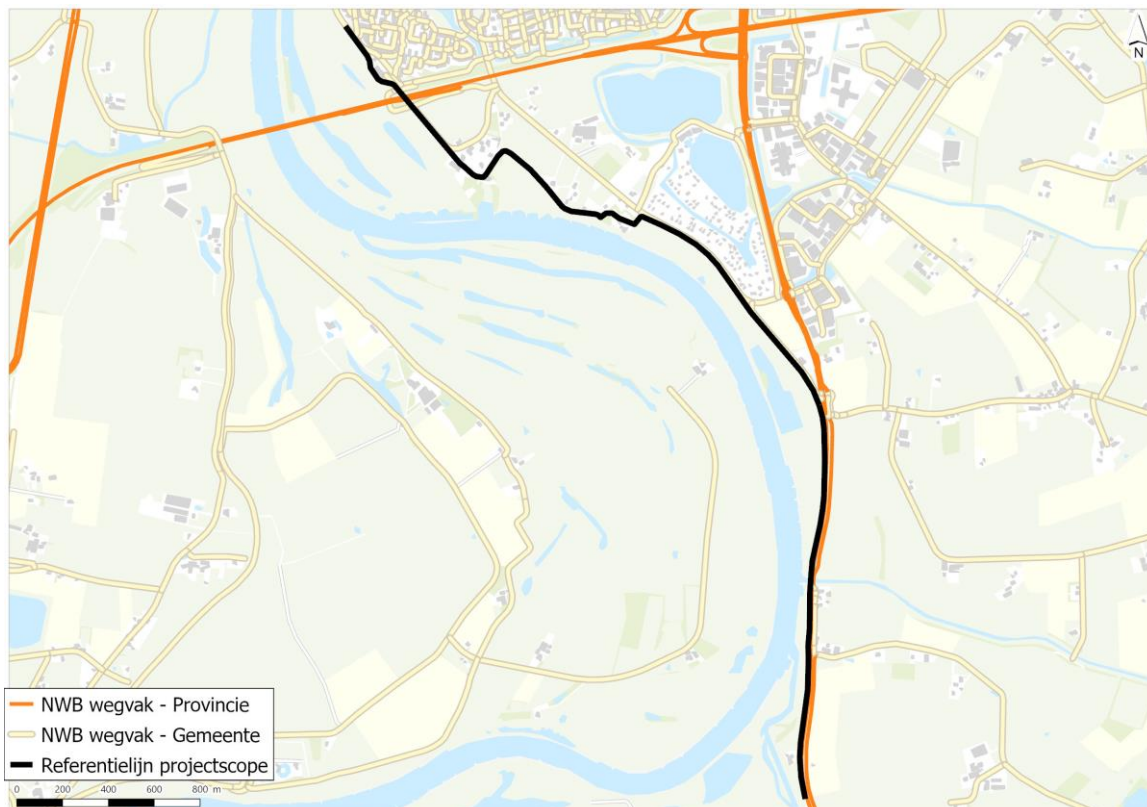 N
NWB wegvak - Provincie
NWB wegvak - Gemeente
Referentielijn projectscope
0 200 400 600 800 m